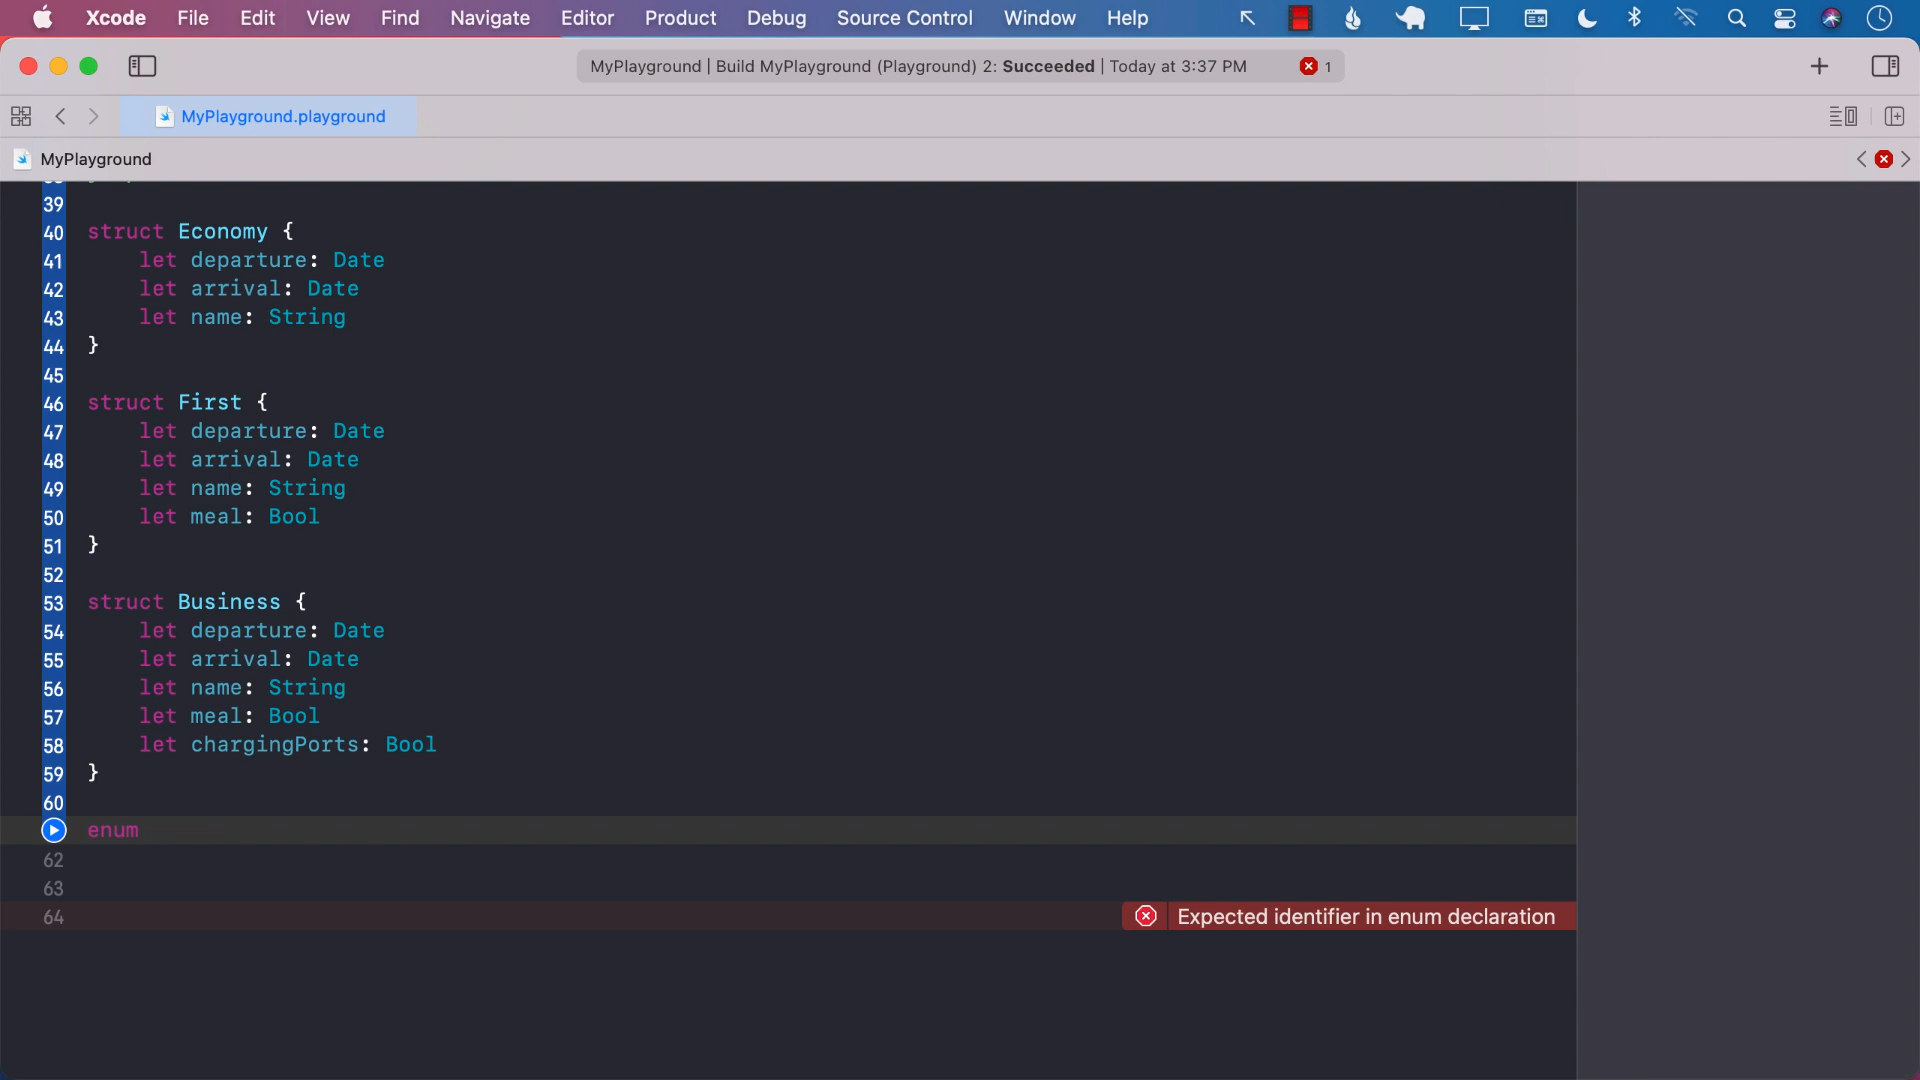 Xcode File Edit View Find Navigate Editor Product Debug Source Control Window Help
MyPlayground | Build MyPlayground (Playground) 2: Succeeded | Today at 3:37 PM 1
MyPlayground.playground
MyPlayground
39
40 struct Economy {
41 let departure: Date
42 let arrival: Date
43 let name: String
44 }
45
46 struct First {
47 let departure: Date
48 let arrival: Date
49 let name: String
50 let meal: Bool
51 }
52
53 struct Business {
54 let departure: Date
55 let arrival: Date
56 let name: String
57 let meal: Bool
58 let chargingPorts: Bool
59 }
60
enum
62
63
64 Expected identifier in enum declaration